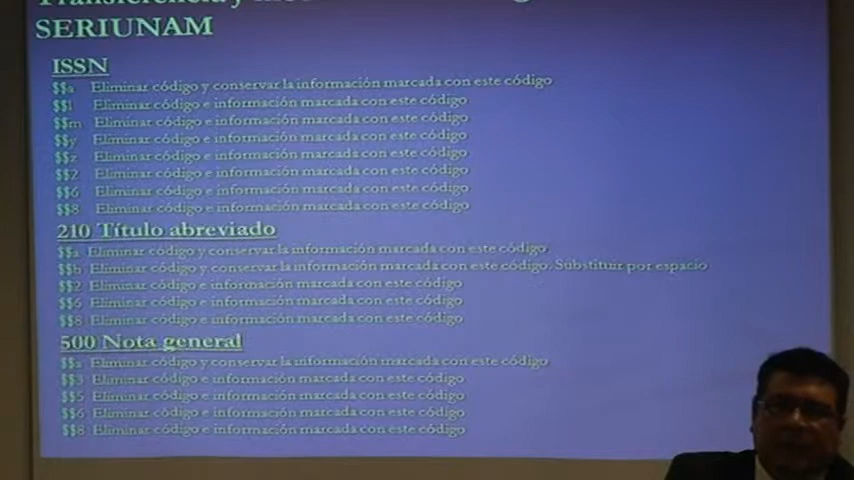 Transferencia y
SERIUNAM
ISSN
$$a Eliminar código y conservar la información marcada con este código
$$l Eliminar código e información marcada con este código
$$m Eliminar código e información marcada con este código
$$y Eliminar código e información marcada con este código
$$z Eliminar código e información marcada con este código
$$2 Eliminar código e información marcada con este código
$$6 Eliminar código e información marcada con este código
$$8 Eliminar código e información marcada con este código
210 Título abreviado
$$a Eliminar código y conservar la información marcada con este código
$$b Eliminar código y conservar la información marcada con este código. Substituir por espacio
$$2 Eliminar código e información marcada con este código
$$6 Eliminar código e información marcada con este código
$$8 Eliminar código e información marcada con este código
500 Nota general
$$a Eliminar código y conservar la información marcada con este código
$$3 Eliminar código e información marcada con este código
$$5 Eliminar código e información marcada con este código
$$6 Eliminar código e información marcada con este código
$$8 Eliminar código e información marcada con este código